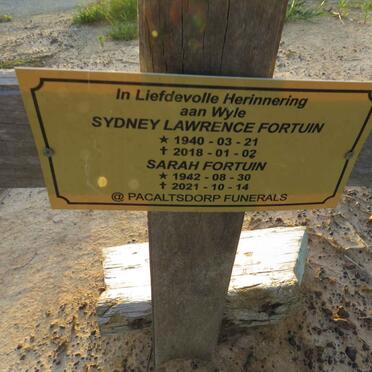 In Liefdevolle Herinnering
aan Wyle
SYDNEY LAWRENCE FORTUIN
★ 1940 - 03 - 21
✝ 2018 - 01 - 02
SARAH FORTUIN
★ 1942 - 08 - 30
✝ 2021 - 10 - 14
@ PACALTSDORP FUNERALS